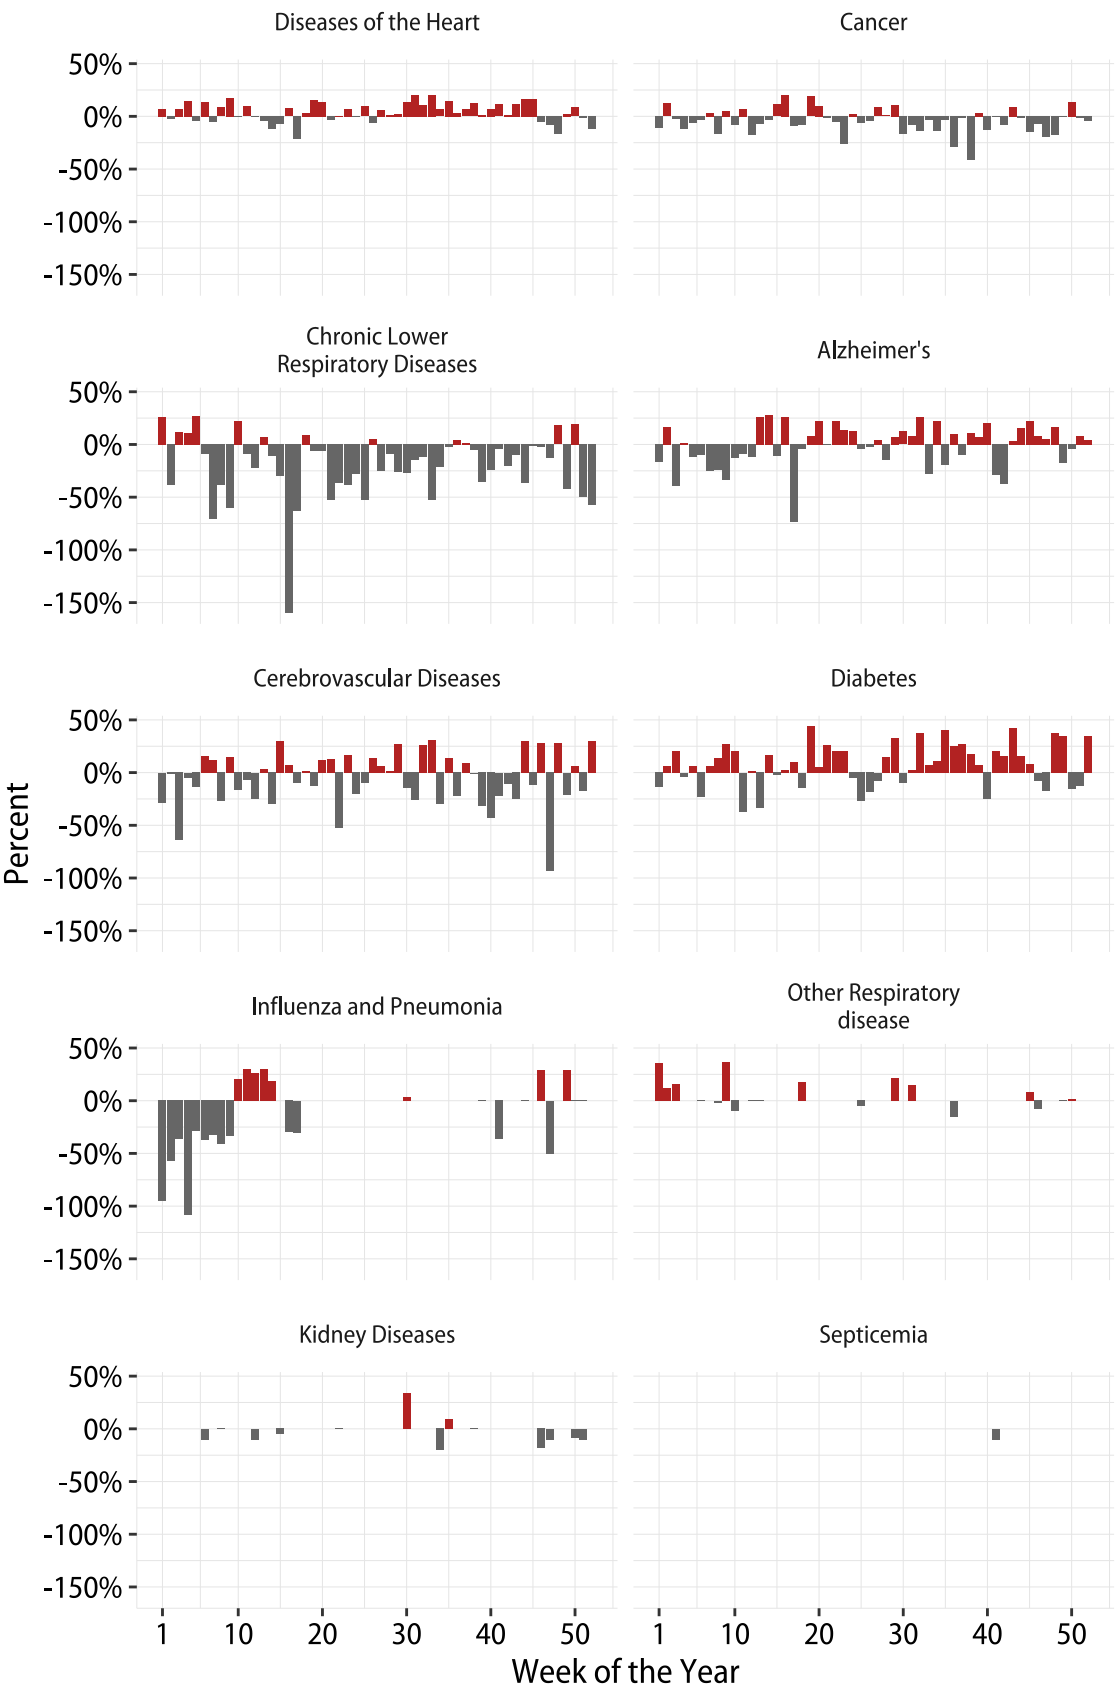 Diseases of the Heart
Cancer
50%
0%
-50%
-100%
-150%
Chronic Lower
Respiratory Diseases
Alzheimer's
50%
0%
-50%
-100%
-150%
Cerebrovascular Diseases
Diabetes
50%
0%
-50%
-100%
-150%
Percent
Influenza and Pneumonia
Other Respiratory
disease
50%
0%
-50%
-100%
-150%
Kidney Diseases
Septicemia
50%
0%
-50%
-100%
-150%
1 10 20 30 40 50
1 10 20 30 40 50
Week of the Year